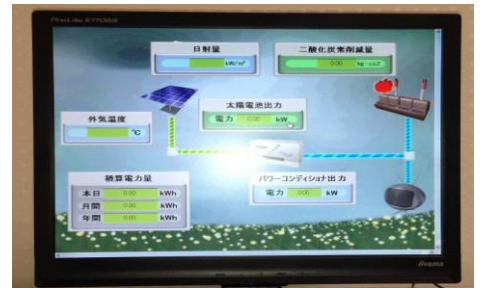 ProLite E2710HDS
日射量
kW/m²
二酸化炭素削減量
0.00 kg-co2
太陽電池出力
電力 0.00 kW
外気温度
℃
積算電力量
本日 0.00 kWh
月間 0.00 kWh
年間 0.00 kWh
パワーコンディショナ出力
電力 0.00 kW
iiyama